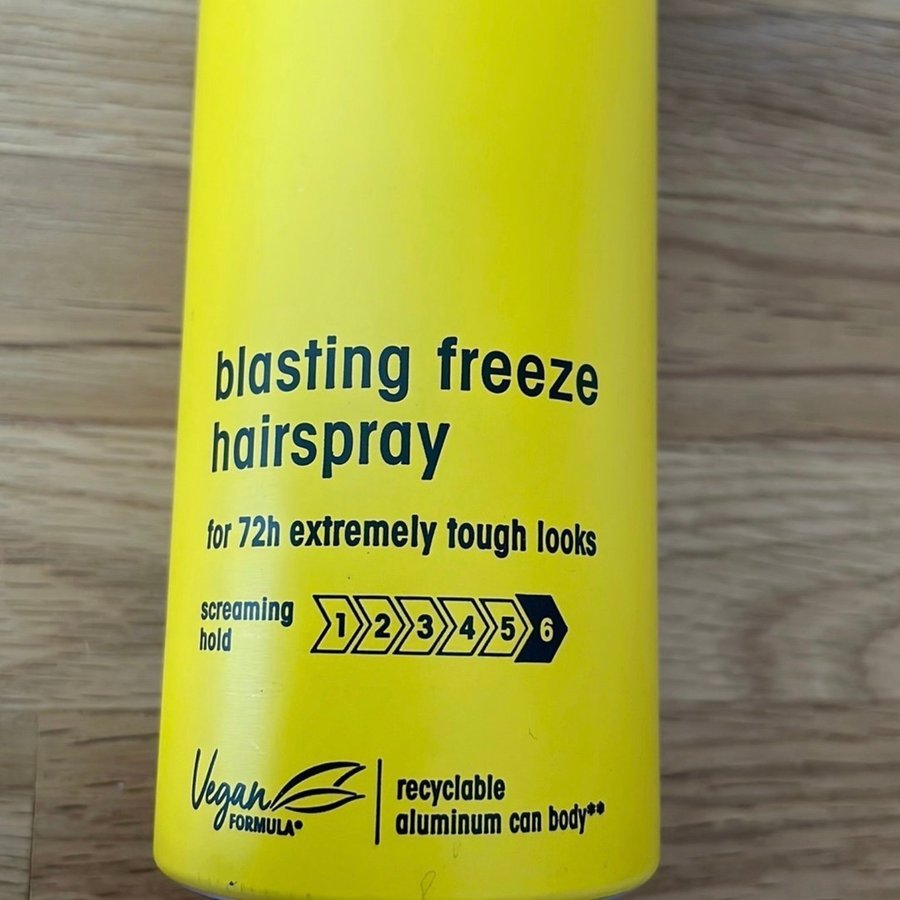 blasting freeze
hairspray
for 72h extremely tough looks
screaming
hold
1 2 3 4 5 6
Vegan
FORMULA*
recyclable
aluminum can body**